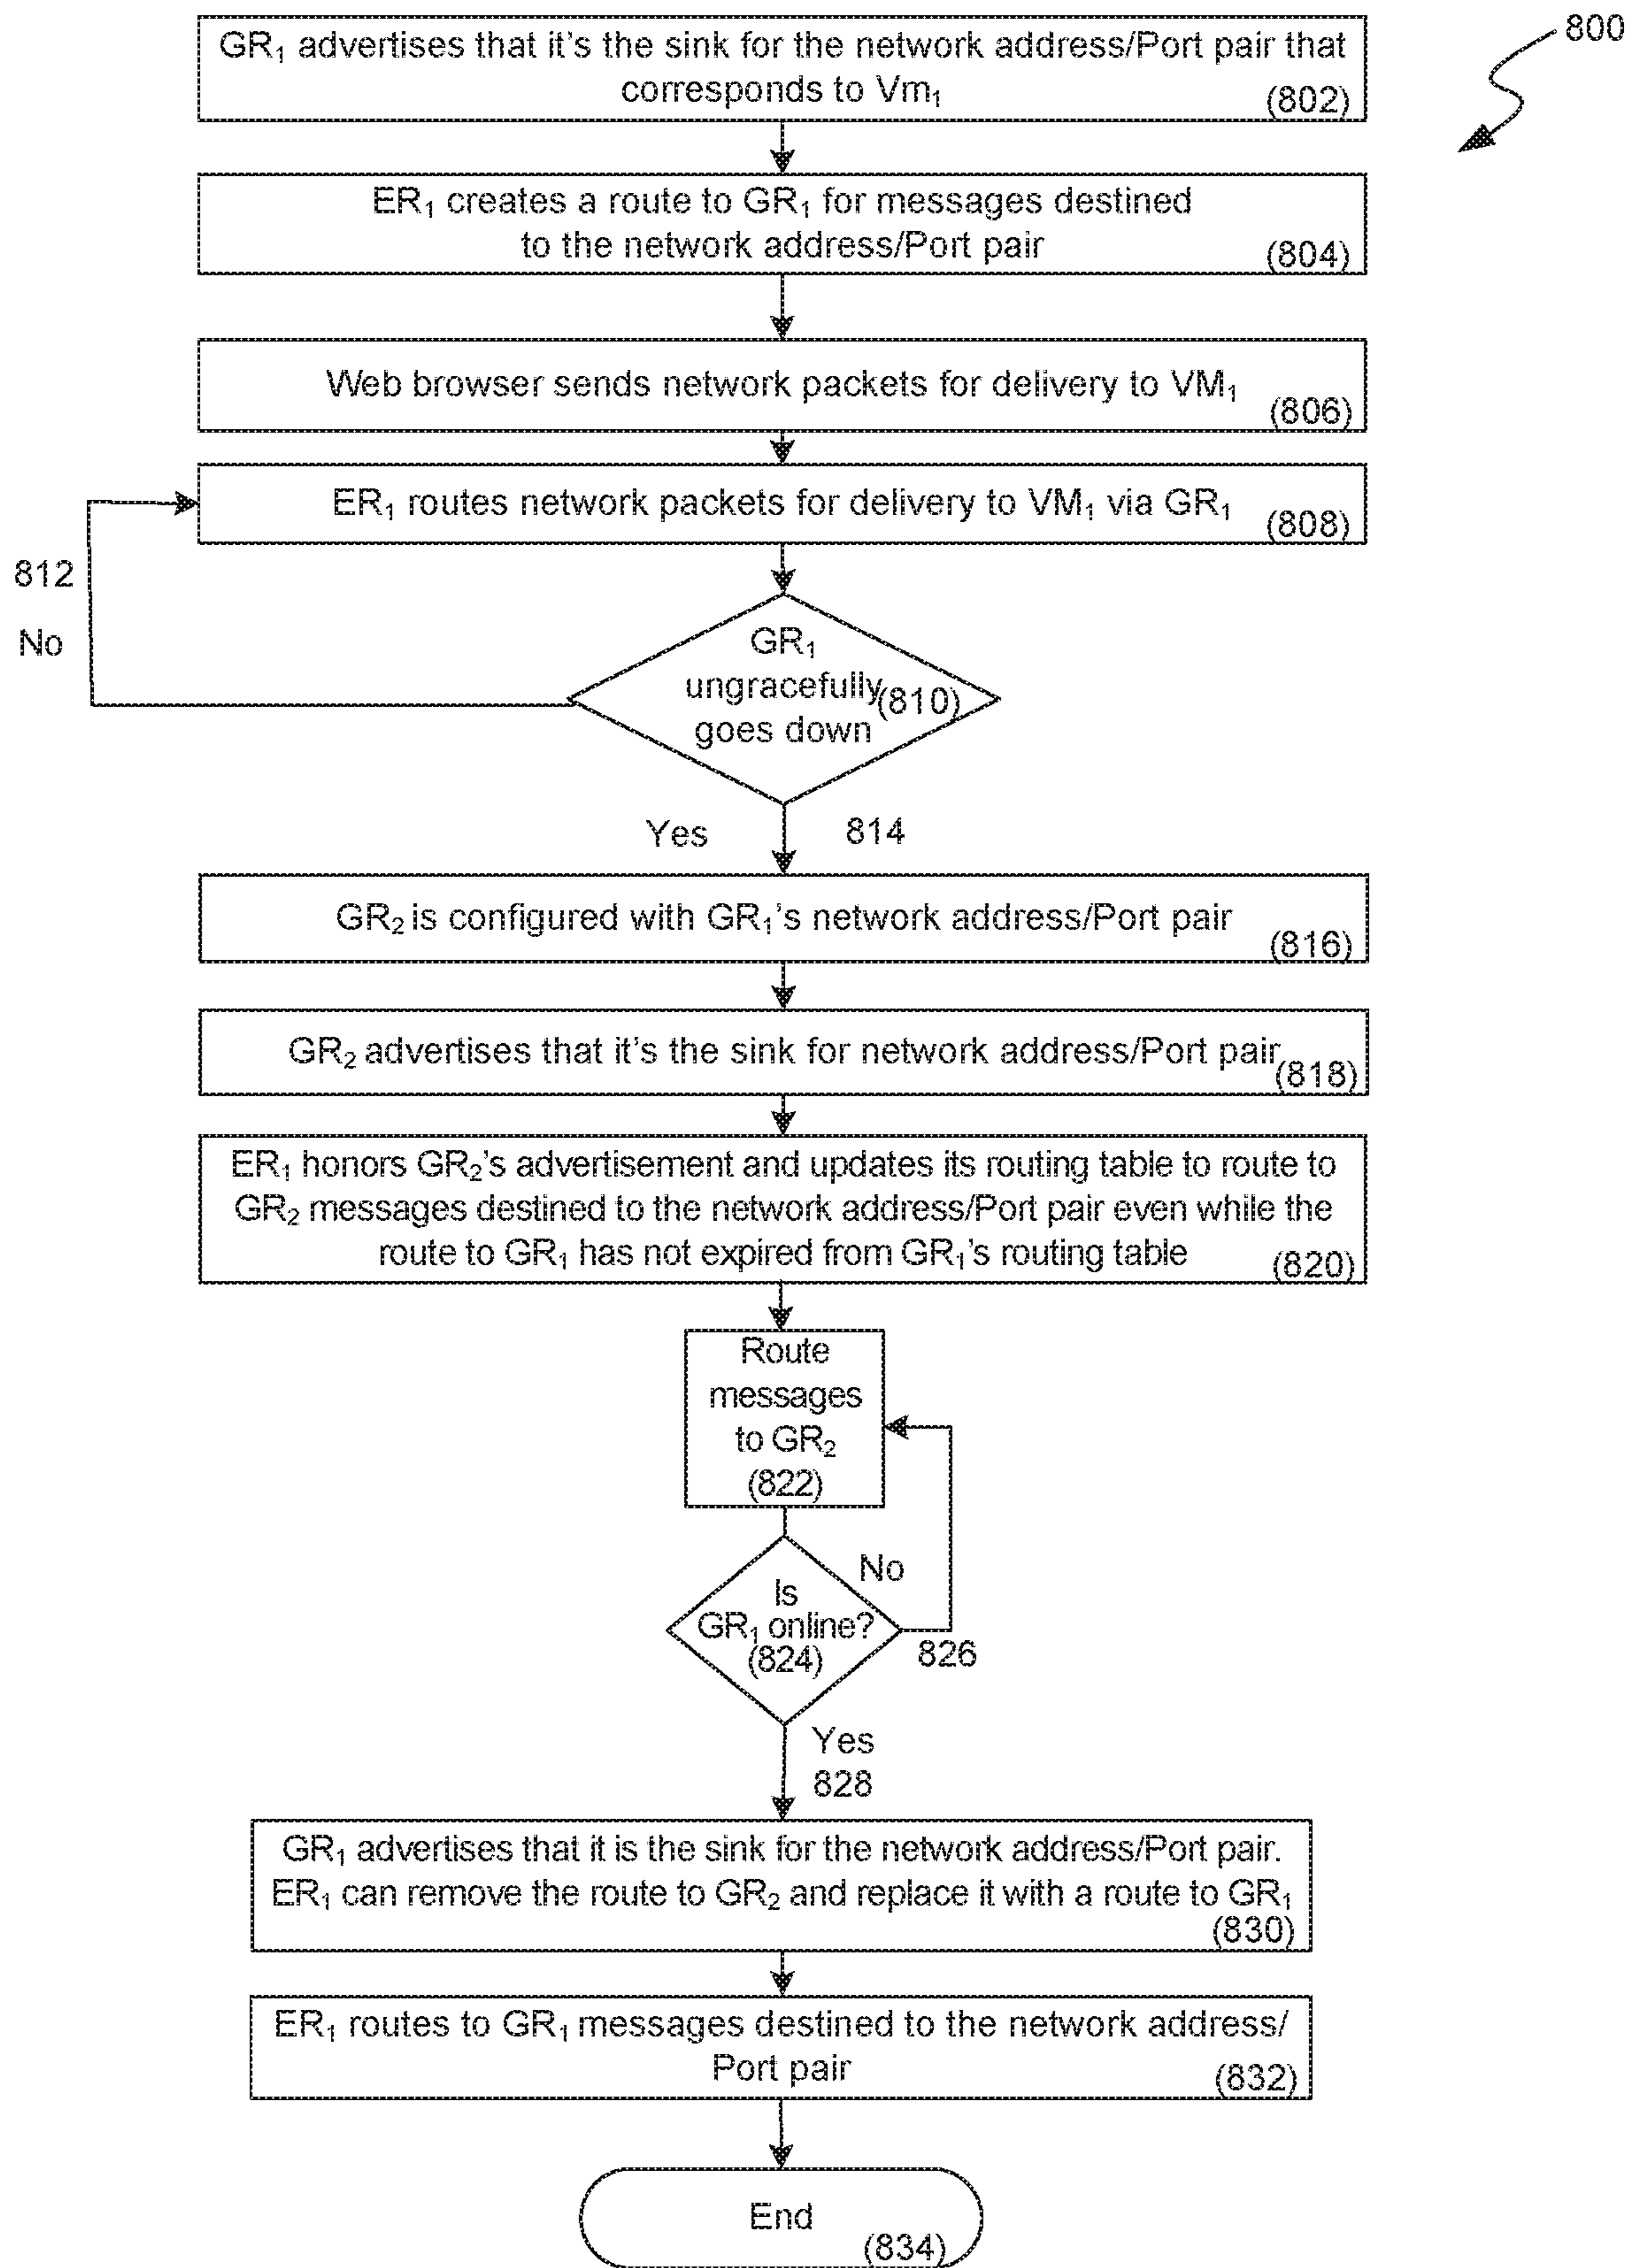 800
GR₁ advertises that it's the sink for the network address/Port pair that
corresponds to Vm₁
(802)
ER₁ creates a route to GR₁ for messages destined
to the network address/Port pair
(804)
Web browser sends network packets for delivery to VM₁
(806)
ER₁ routes network packets for delivery to VM₁ via GR₁
(808)
812
No
GR₁
ungracefully
(810)
goes down
Yes
814
GR₂ is configured with GR₁'s network address/Port pair
(816)
GR₂ advertises that it's the sink for network address/Port pair
(818)
ER₁ honors GR₂'s advertisement and updates its routing table to route to
GR₂ messages destined to the network address/Port pair even while the
route to GR₁ has not expired from GR₁'s routing table
(820)
Route
messages
to GR₂
(822)
No
Is
GR₁ online?
(824)
826
Yes
828
GR₁ advertises that it is the sink for the network address/Port pair.
ER₁ can remove the route to GR₂ and replace it with a route to GR₁
(830)
ER₁ routes to GR₁ messages destined to the network address/
Port pair
(832)
End
(834)